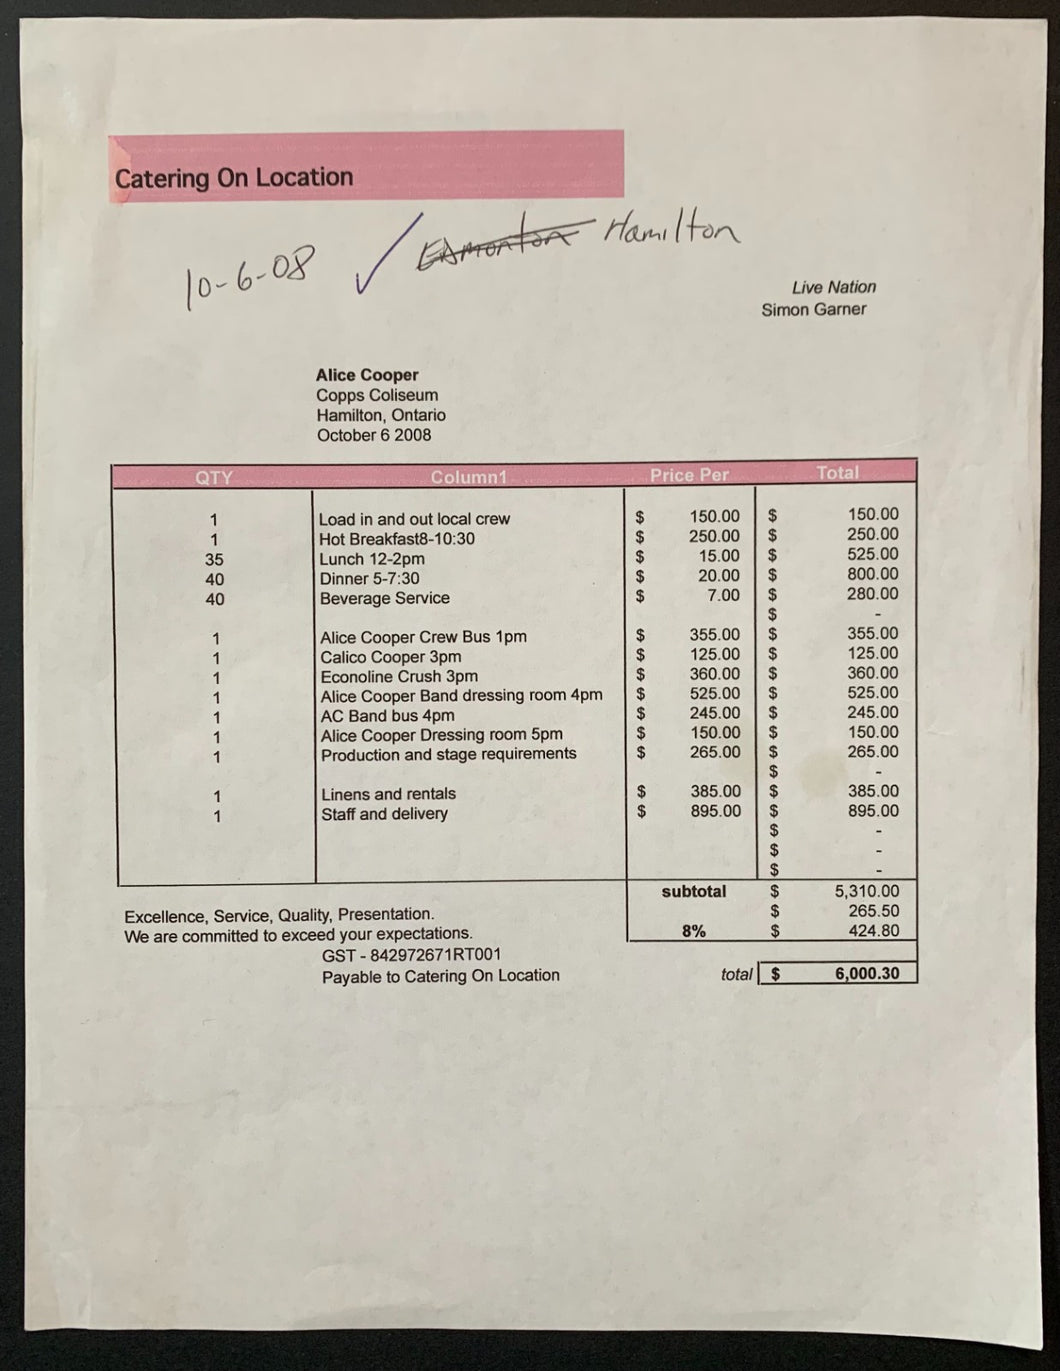 Catering On Location
10-6-08 ✓ Edmonton Hamilton
Live Nation
Simon Garner
Alice Cooper
Copps Coliseum
Hamilton, Ontario
October 6 2008
QTY Column1 Price Per Total
1 Load in and out local crew $ 150.00 $ 150.00
1 Hot Breakfast8-10:30 $ 250.00 $ 250.00
35 Lunch 12-2pm $ 15.00 $ 525.00
40 Dinner 5-7:30 $ 20.00 $ 800.00
40 Beverage Service $ 7.00 $ 280.00
$ -
1 Alice Cooper Crew Bus 1pm $ 355.00 $ 355.00
1 Calico Cooper 3pm $ 125.00 $ 125.00
1 Econoline Crush 3pm $ 360.00 $ 360.00
1 Alice Cooper Band dressing room 4pm $ 525.00 $ 525.00
1 AC Band bus 4pm $ 245.00 $ 245.00
1 Alice Cooper Dressing room 5pm $ 150.00 $ 150.00
1 Production and stage requirements $ 265.00 $ 265.00
$ -
1 Linens and rentals $ 385.00 $ 385.00
1 Staff and delivery $ 895.00 $ 895.00
$ -
$ -
$ -
subtotal $ 5,310.00
$ 265.50
8% $ 424.80
Excellence, Service, Quality, Presentation.
We are committed to exceed your expectations.
GST - 842972671RT001
Payable to Catering On Location
total $ 6,000.30